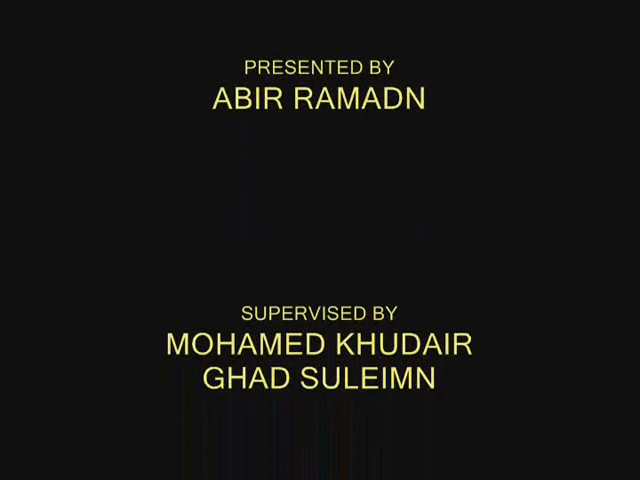 PRESENTED BY
ABIR RAMADN
SUPERVISED BY
MOHAMED KHUDAIR
GHAD SULEIMN